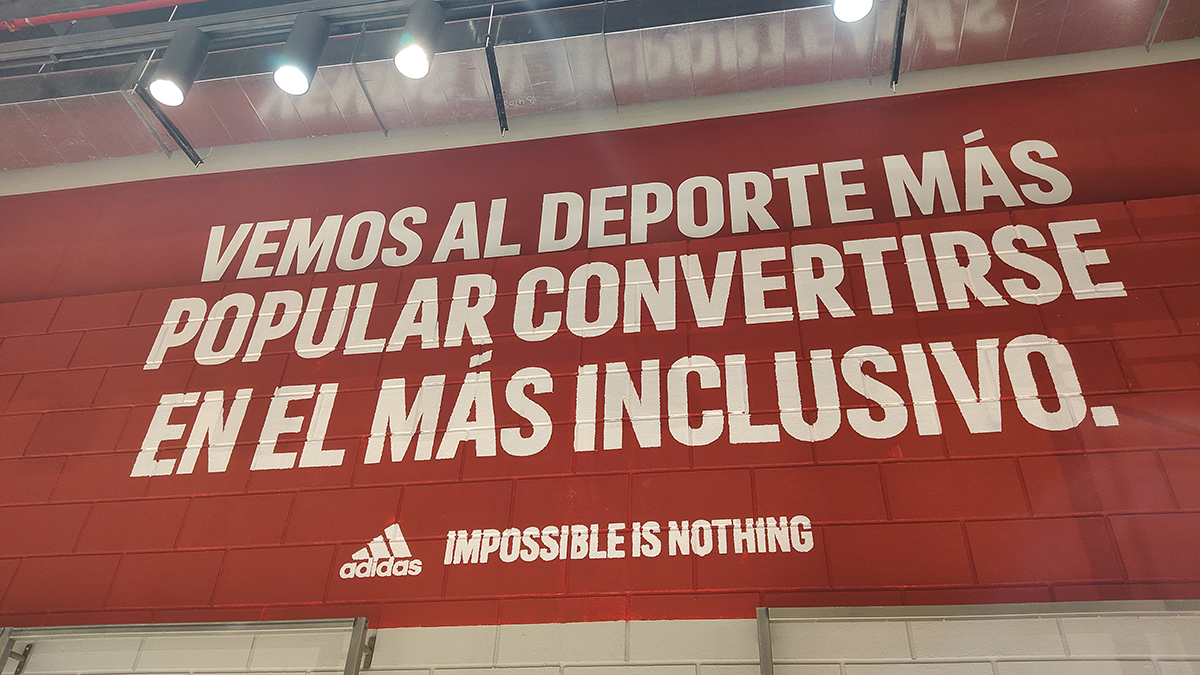 VEMOS AL DEPORTE MÁS
POPULAR CONVERTIRSE
EN EL MÁS INCLUSIVO.
adidas IMPOSSIBLE IS NOTHING